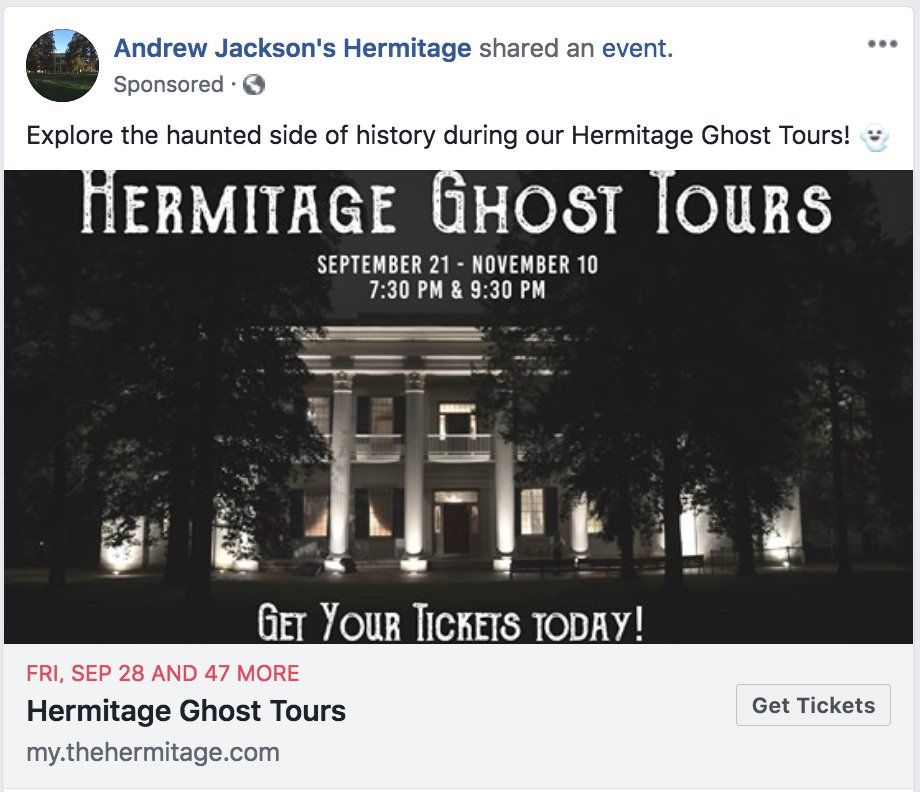 Andrew Jackson's Hermitage shared an event.
Sponsored ·
Explore the haunted side of history during our Hermitage Ghost Tours! 👻
HERMITAGE GHOST TOURS
SEPTEMBER 21 - NOVEMBER 10
7:30 PM & 9:30 PM
GET YOUR TICKETS TODAY!
FRI, SEP 28 AND 47 MORE
Hermitage Ghost Tours
Get Tickets
my.thehermitage.com